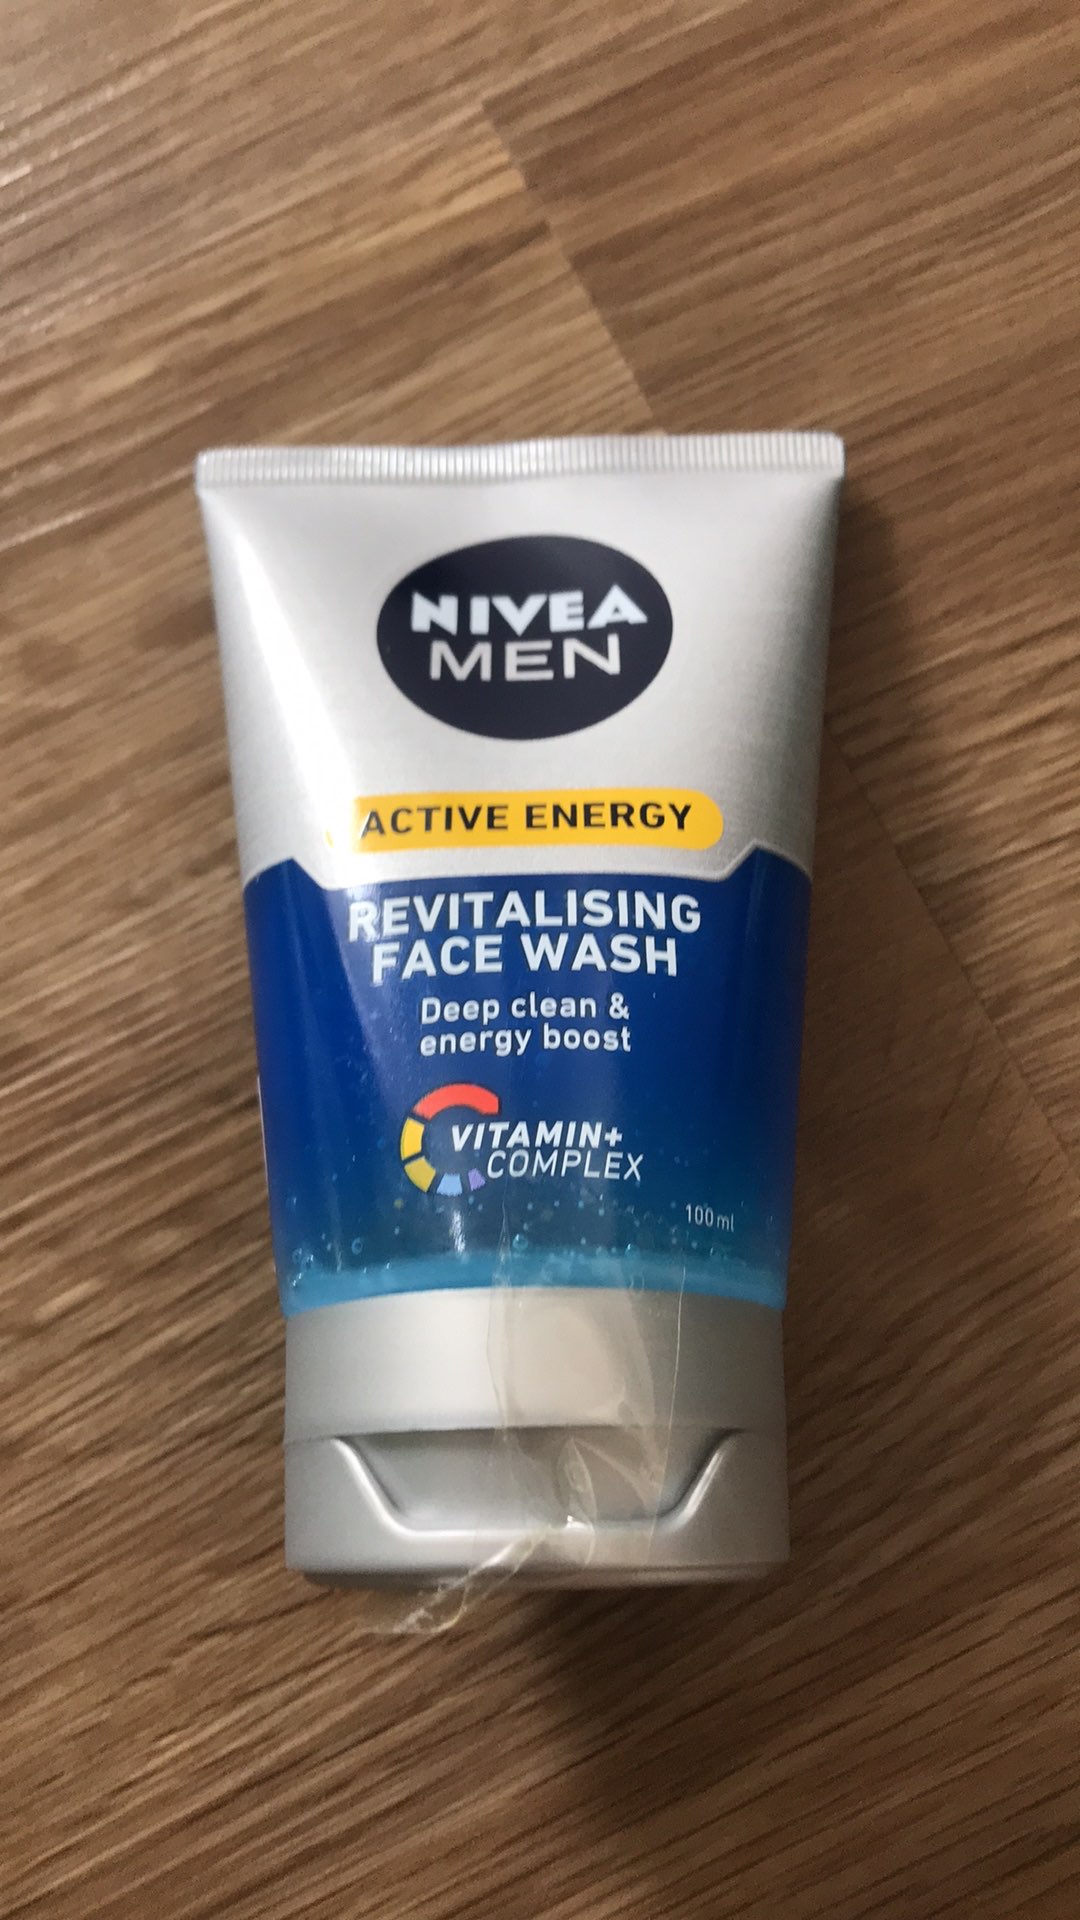 NIVEA
MEN
ACTIVE ENERGY
REVITALISING
FACE WASH
Deep clean &
energy boost
VITAMIN+
COMPLEX
100ml